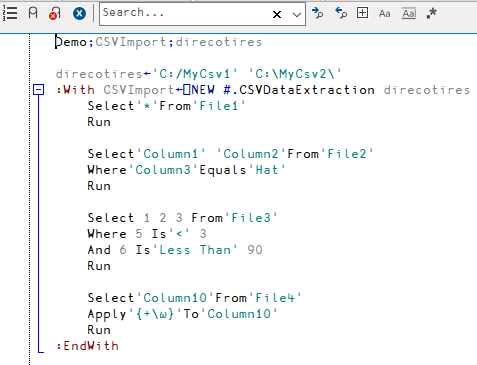 Search...
Aa Aa .*
Demo;CSVImport;direcotires
direcotires←'C:/MyCsv1' 'C:\MyCsv2\'
:With CSVImport←⎕NEW #.CSVDataExtraction direcotires
Select'*'From'File1'
Run
Select'Column1' 'Column2'From'File2'
Where'Column3'Equals'Hat'
Run
Select 1 2 3 From'File3'
Where 5 Is'<' 3
And 6 Is'Less Than' 90
Run
Select'Column10'From'File4'
Apply'{+\⍵}'To'Column10'
Run
:EndWith